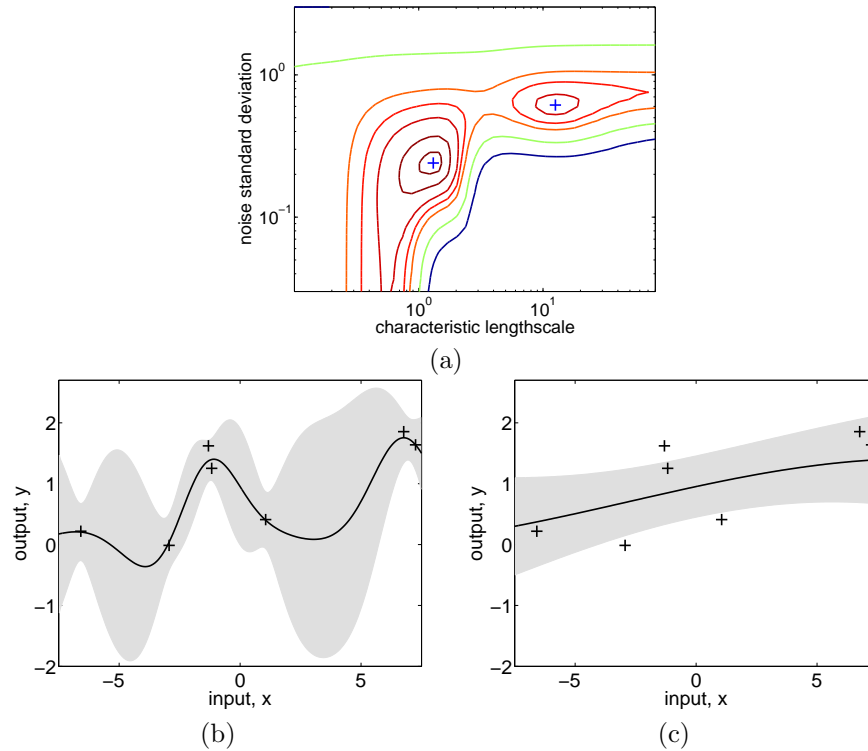 noise standard deviation
10^0
10^−1
10^0
10^1
characteristic lengthscale
(a)
output, y
2
1
0
−1
−2
−5
0
5
input, x
(b)
output, y
2
1
0
−1
−2
−5
0
5
input, x
(c)